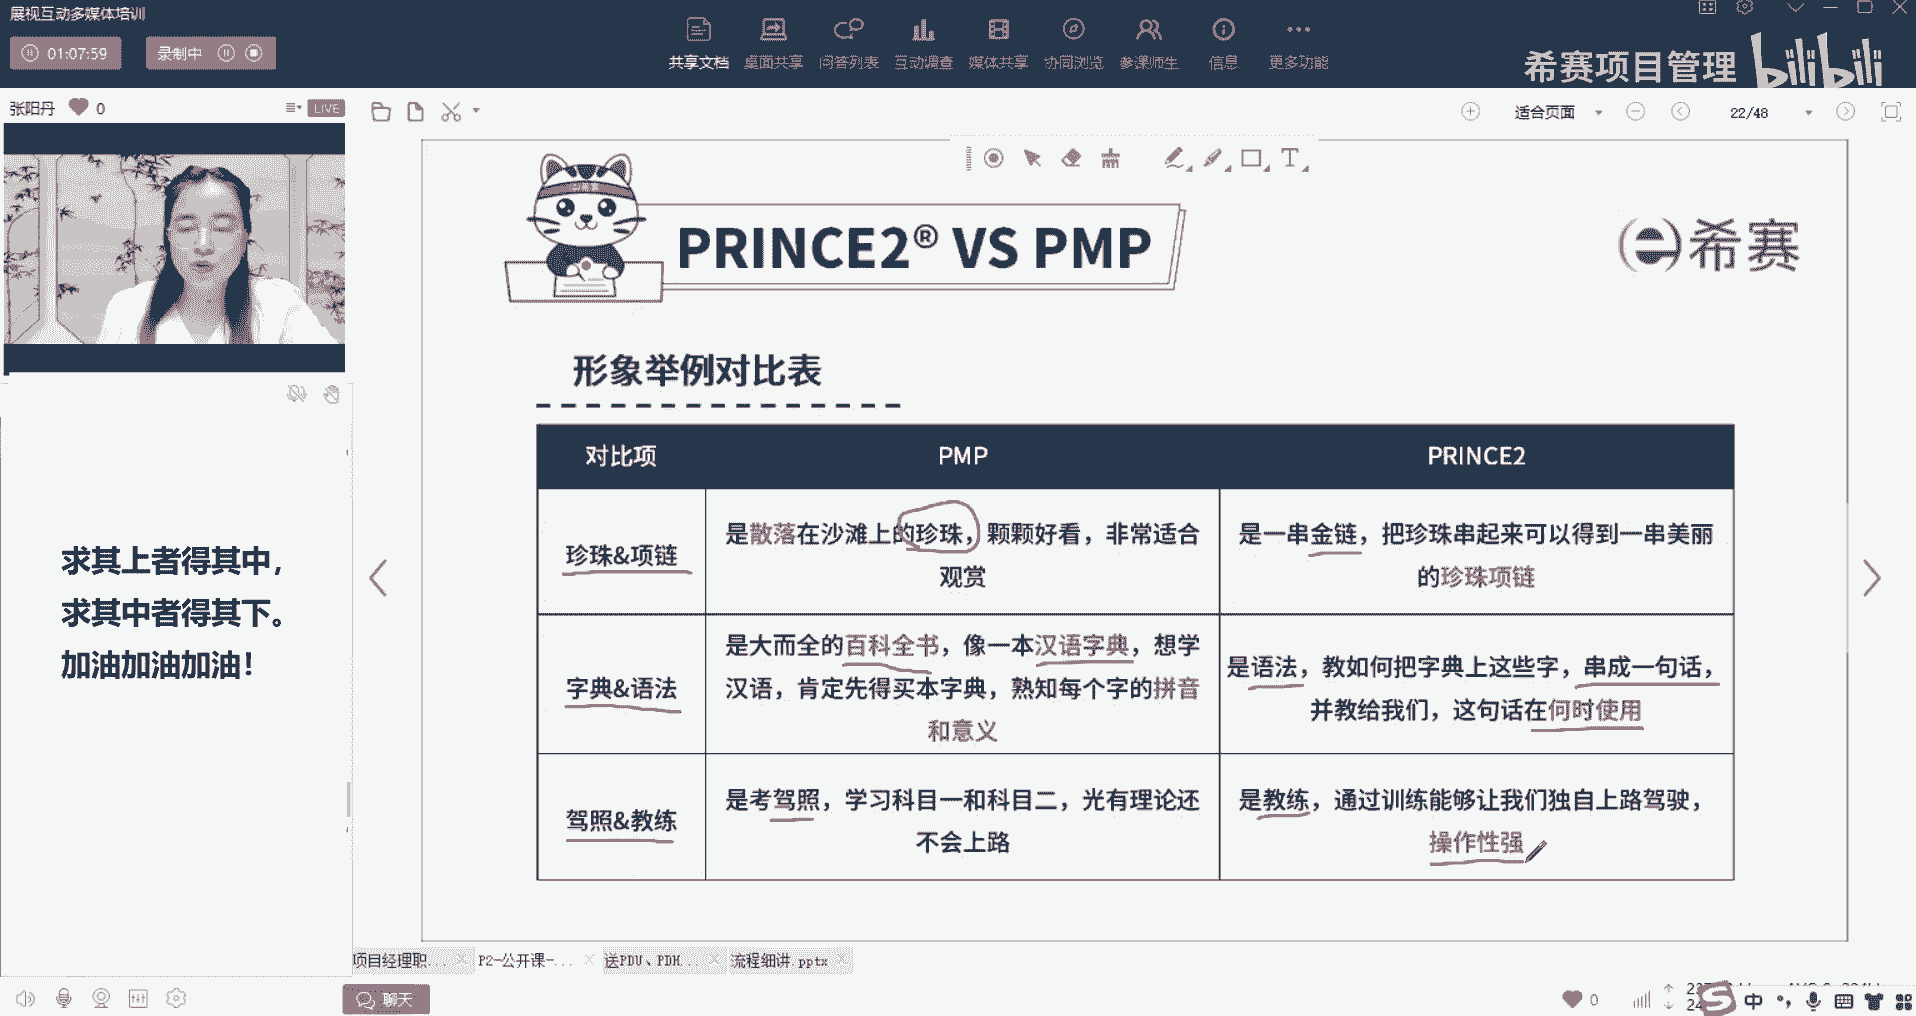 展视互动多媒体培训
01:07:59
录制中
共享文档 桌面共享 问答列表 互动调查 媒体共享 协同浏览 参课师生 信息 更多功能
希赛项目管理 bilibili
张阳丹 0
LIVE
适合页面
22/48
PRINCE2® VS PMP
希赛
形象举例对比表
对比项 PMP PRINCE2
珍珠&项链
是散落在沙滩上的珍珠，颗颗好看，非常适合
观赏
是一串金链，把珍珠串起来可以得到一串美丽
的珍珠项链
字典&语法
是大而全的百科全书，像一本汉语字典，想学
汉语，肯定先得买本字典，熟知每个字的拼音
和意义
是语法，教如何把字典上这些字，串成一句话，
并教给我们，这句话在何时使用
驾照&教练
是考驾照，学习科目一和科目二，光有理论还
不会上路
是教练，通过训练能够让我们独自上路驾驶，
操作性强
求其上者得其中，
求其中者得其下。
加油加油加油！
项目经理职... P2-公开课-... 送PDU、PDH... 流程细讲.pptx
聊天
0
中